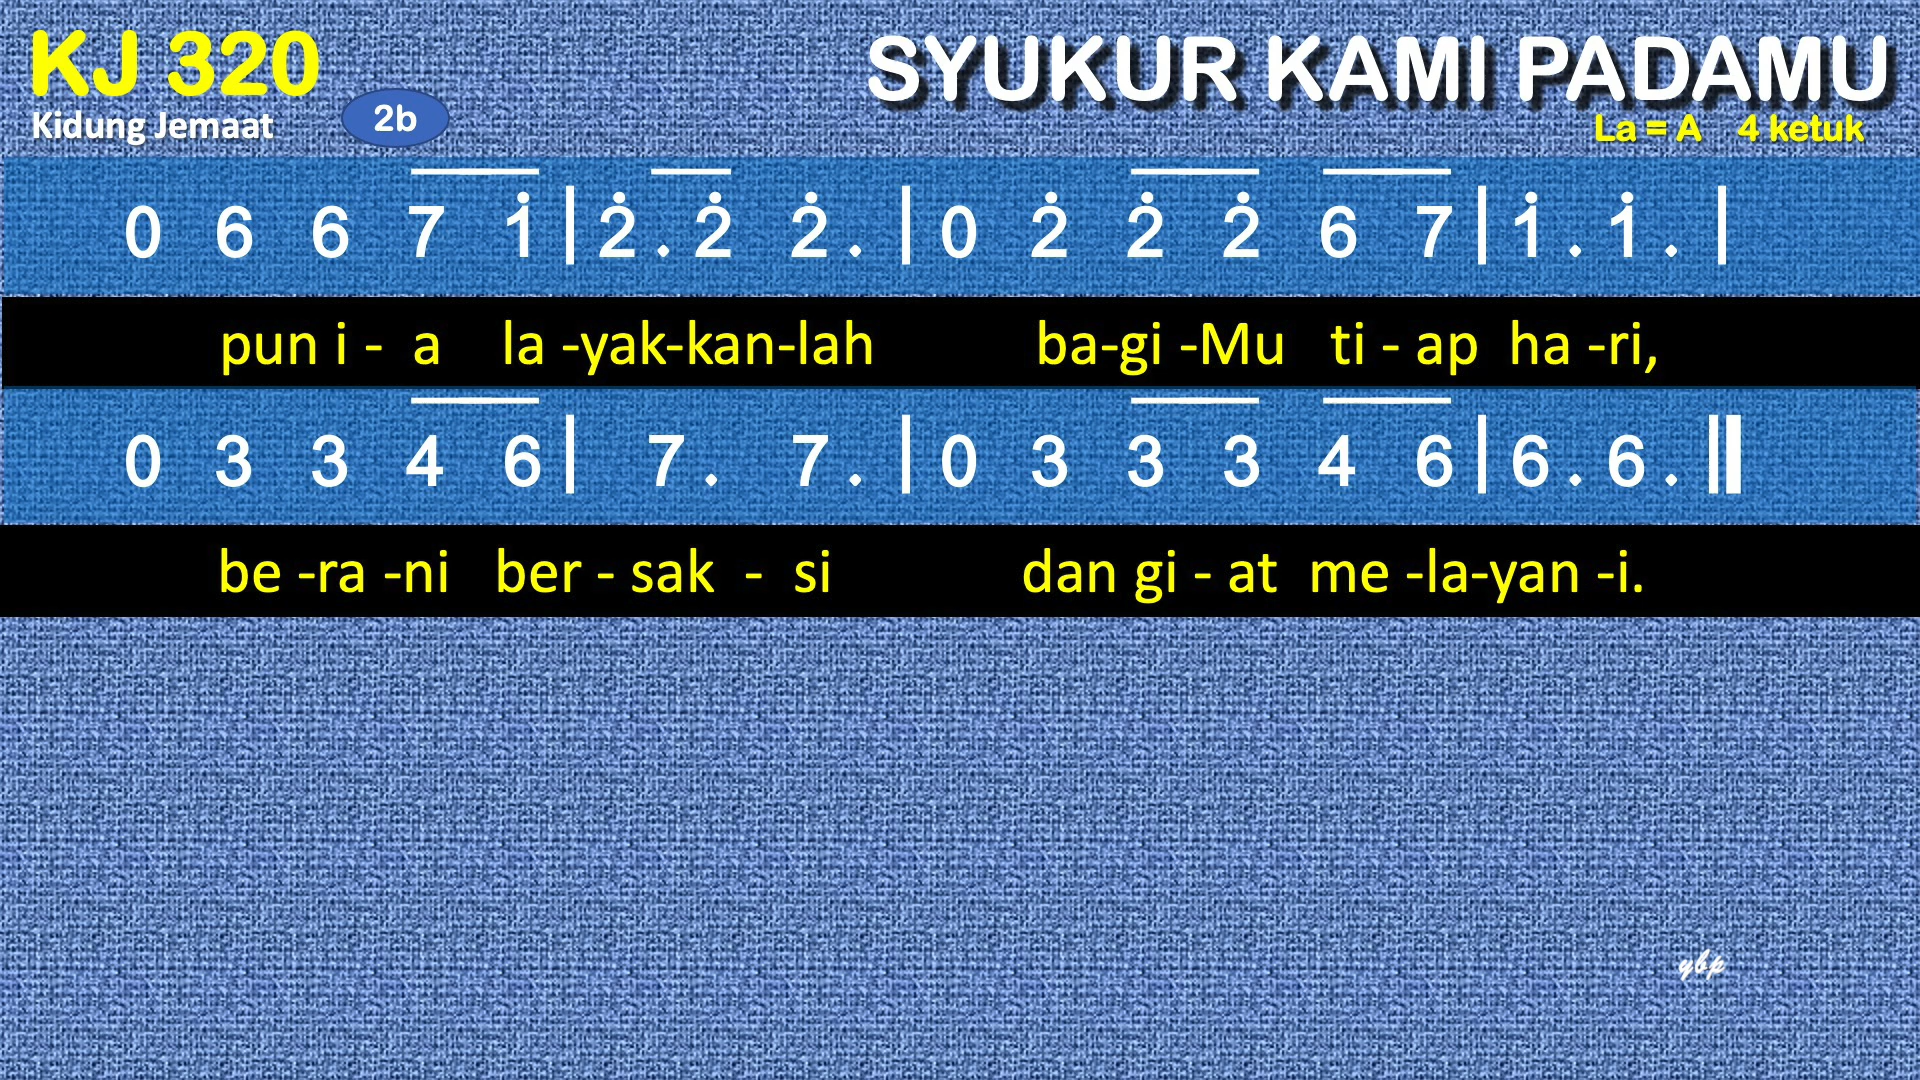 KJ 320
SYUKUR KAMI PADAMU
Kidung Jemaat
2b
La = A 4 ketuk
0 6 6 7 1̇ | 2̇ . 2̇ 2̇ . | 0 2̇ 2̇ 2̇ 6 7 | 1̇ . 1̇ . |
pun i - a la -yak-kan-lah ba-gi -Mu ti - ap ha -ri,
0 3 3 4 6 | 7 . 7 . | 0 3 3 3 4 6 | 6 . 6 . ||
be -ra -ni ber - sak - si dan gi - at me -la-yan -i.
ybp